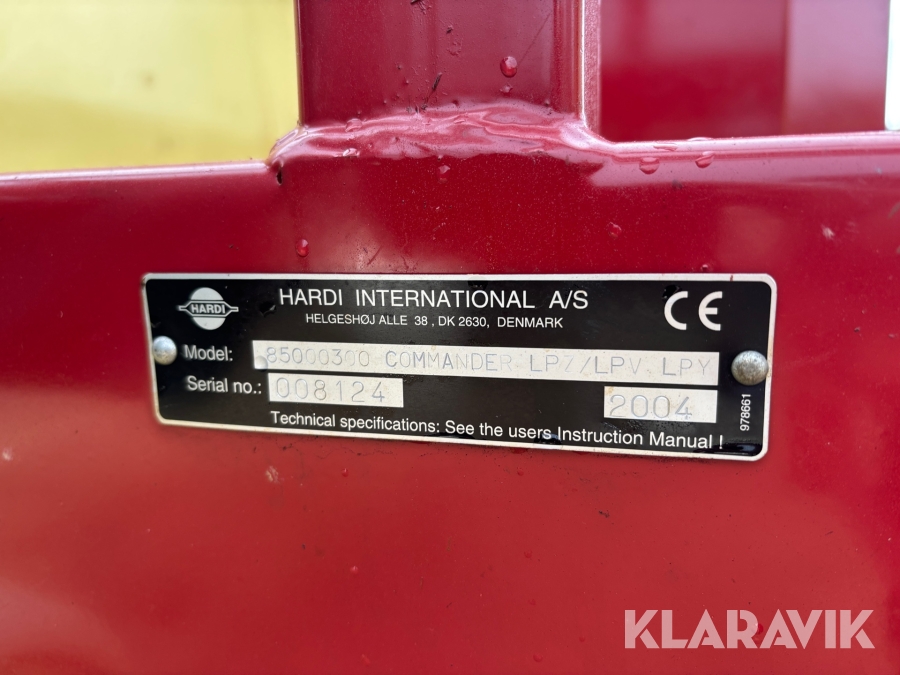 HARDI
HARDI INTERNATIONAL A/S
HELGESHØJ ALLE 38, DK 2630, DENMARK
CE
Model: 85000300 COMMANDER LPZ/LPV LPY
Serial no.: 008124 2004
Technical specifications: See the users Instruction Manual !
978661
KLARAVIK